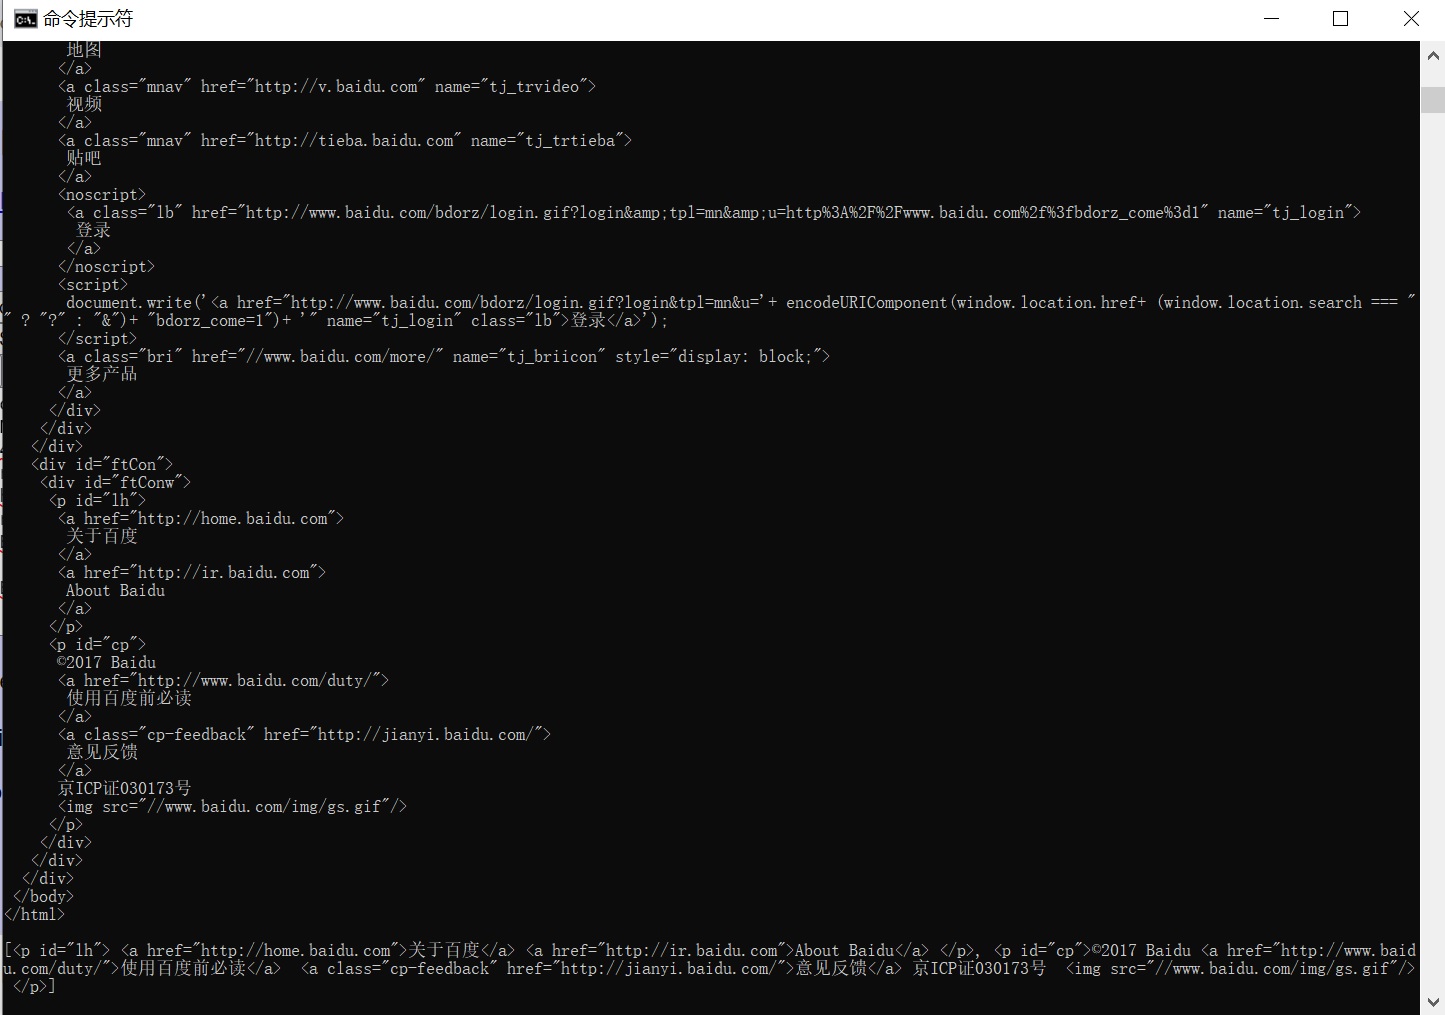 命令提示符
地图
</a>
<a class="mnav" href="http://v.baidu.com" name="tj_trvideo">
视频
</a>
<a class="mnav" href="http://tieba.baidu.com" name="tj_trtieba">
贴吧
</a>
<noscript>
<a class="lb" href="http://www.baidu.com/bdorz/login.gif?login&amp;tpl=mn&amp;u=http%3A%2F%2Fwww.baidu.com%2f%3fbdorz_come%3d1" name="tj_login">
登录
</a>
</noscript>
<script>
document.write('<a href="http://www.baidu.com/bdorz/login.gif?login&tpl=mn&u='+ encodeURIComponent(window.location.href+ (window.location.search === "
" ? "?" : "&")+ "bdorz_come=1")+ '" name="tj_login" class="lb">登录</a>');
</script>
<a class="bri" href="//www.baidu.com/more/" name="tj_briicon" style="display: block;">
更多产品
</a>
</div>
</div>
</div>
<div id="ftCon">
<div id="ftConw">
<p id="lh">
<a href="http://home.baidu.com">
关于百度
</a>
<a href="http://ir.baidu.com">
About Baidu
</a>
</p>
<p id="cp">
©2017 Baidu
<a href="http://www.baidu.com/duty/">
使用百度前必读
</a>
<a class="cp-feedback" href="http://jianyi.baidu.com/">
意见反馈
</a>
京ICP证030173号
<img src="//www.baidu.com/img/gs.gif"/>
</p>
</div>
</div>
</div>
</body>
</html>
[<p id="lh"> <a href="http://home.baidu.com">关于百度</a> <a href="http://ir.baidu.com">About Baidu</a> </p>, <p id="cp">©2017 Baidu <a href="http://www.baid
u.com/duty/">使用百度前必读</a>  <a class="cp-feedback" href="http://jianyi.baidu.com/">意见反馈</a> 京ICP证030173号  <img src="//www.baidu.com/img/gs.gif"/>
</p>]